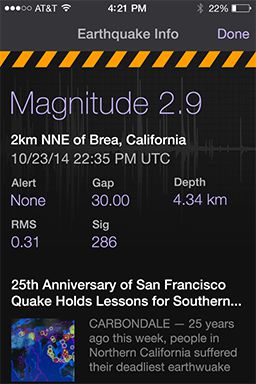 AT&T 4:21 PM 22%
Earthquake Info Done
Magnitude 2.9
2km NNE of Brea, California
10/23/14 22:35 PM UTC
Alert Gap Depth
None 30.00 4.34 km
RMS Sig
0.31 286
25th Anniversary of San Francisco
Quake Holds Lessons for Southern...
CARBONDALE — 25 years
ago this week, people in
Northern California suffered
their deadliest earthquake